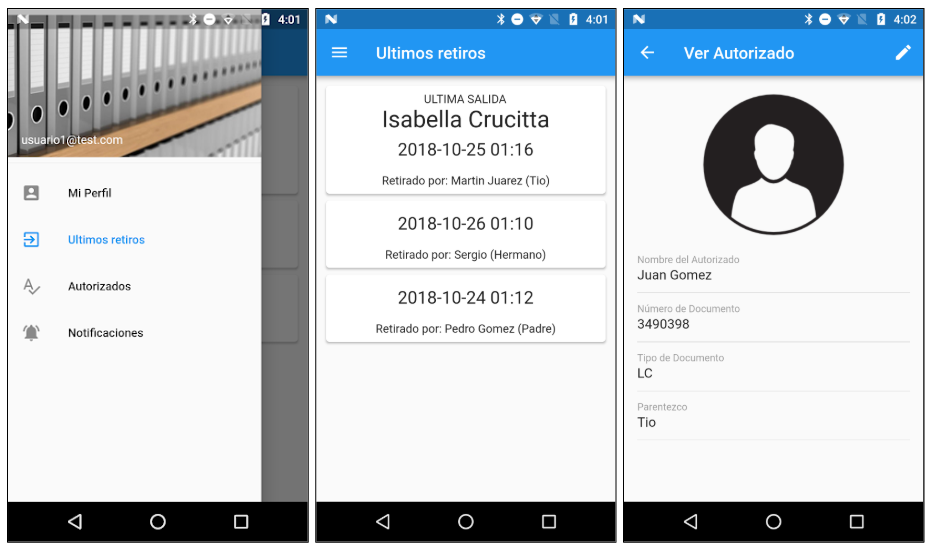 4:01
usuario1@test.com
Mi Perfil
Ultimos retiros
Autorizados
Notificaciones
4:01
Ultimos retiros
ULTIMA SALIDA
Isabella Crucitta
2018-10-25 01:16
Retirado por: Martin Juarez (Tio)
2018-10-26 01:10
Retirado por: Sergio (Hermano)
2018-10-24 01:12
Retirado por: Pedro Gomez (Padre)
4:02
Ver Autorizado
Nombre del Autorizado
Juan Gomez
Número de Documento
3490398
Tipo de Documento
LC
Parentezco
Tio